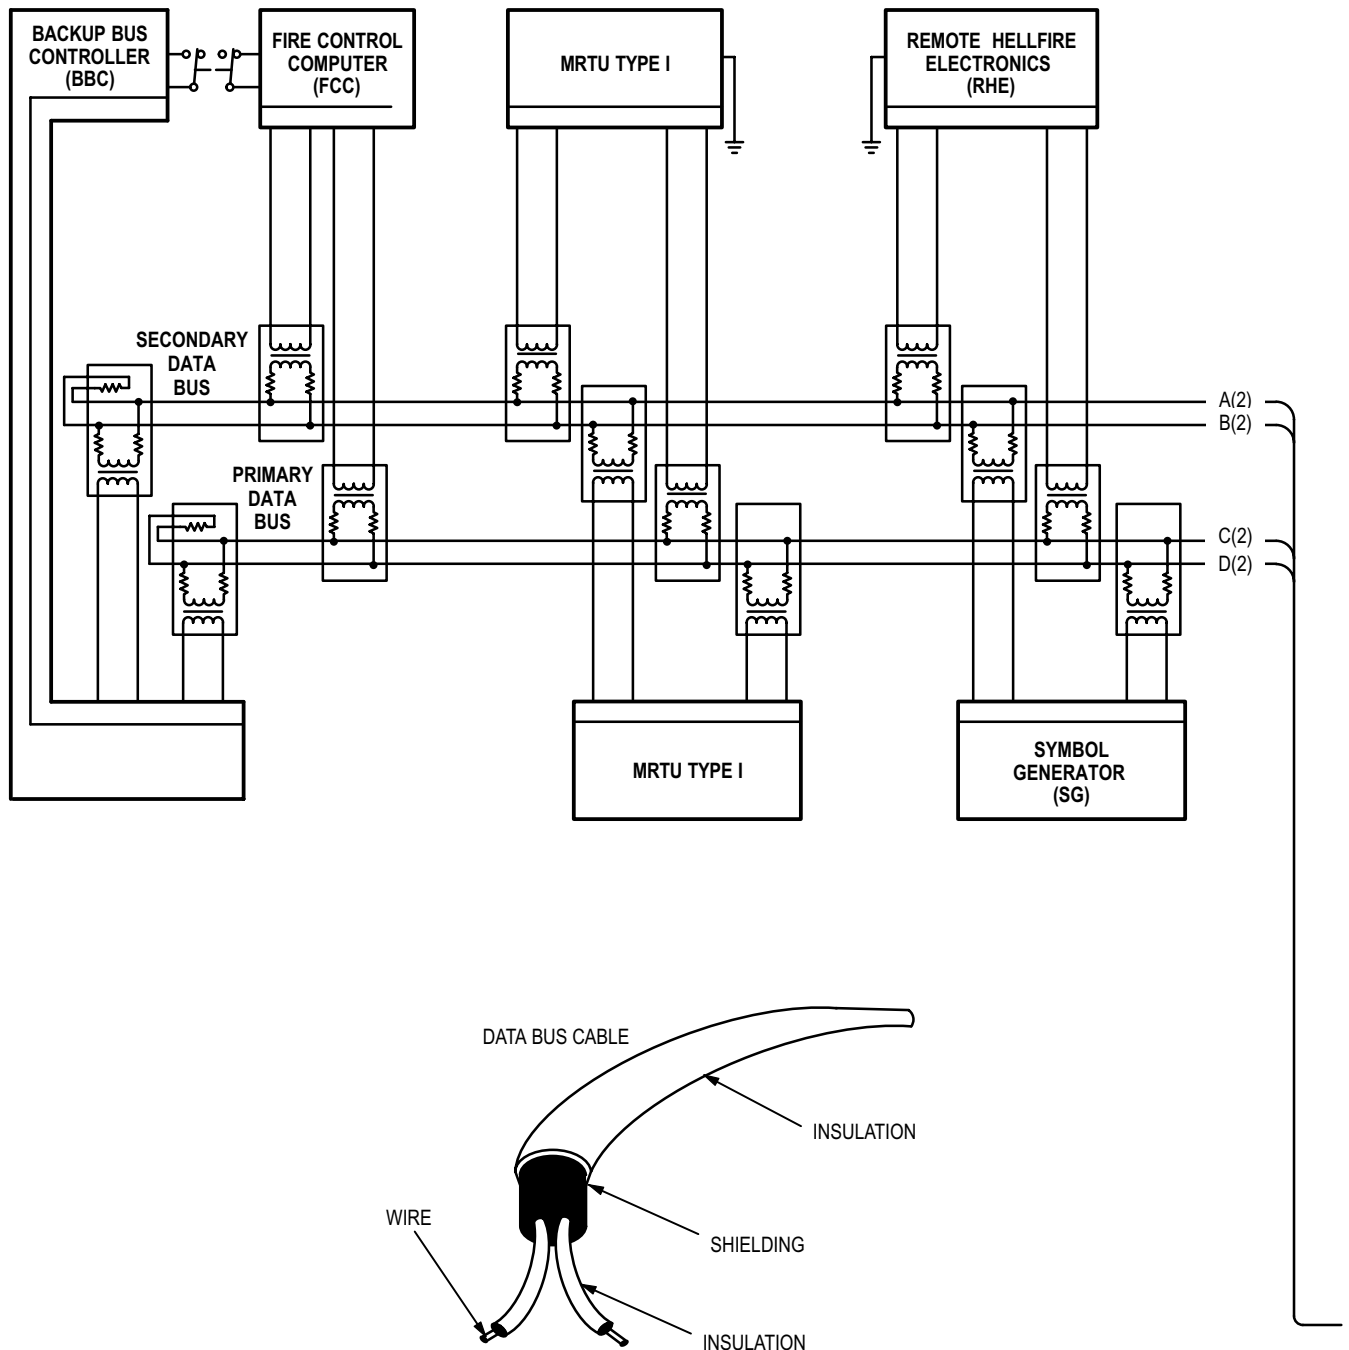 BACKUP BUS
CONTROLLER
(BBC)
FIRE CONTROL
COMPUTER
(FCC)
MRTU TYPE I
REMOTE HELLFIRE
ELECTRONICS
(RHE)
SECONDARY
DATA
BUS
A(2)
B(2)
PRIMARY
DATA
BUS
C(2)
D(2)
MRTU TYPE I
SYMBOL
GENERATOR
(SG)
DATA BUS CABLE
INSULATION
WIRE
SHIELDING
INSULATION